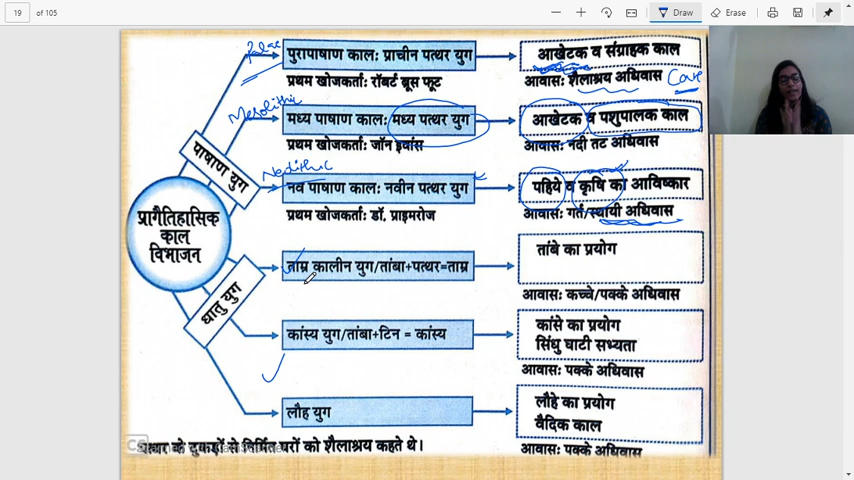 19 of 105
Draw
Erase
Palae
पुरापाषाण कालः प्राचीन पत्थर युग
आखेटक व संग्राहक काल
प्रथम खोजकर्ताः रॉबर्ट ब्रूस फूट
आवासः शैलाश्रय अधिवास
Cave
Mesolithic
मध्य पाषाण कालः मध्य पत्थर युग
आखेटक व पशुपालक काल
प्रथम खोजकर्ताः जॉन इवांस
आवासः नदी तट अधिवास
पाषाण युग
Neolithic
नव पाषाण कालः नवीन पत्थर युग
पहिये व कृषि का आविष्कार
प्रथम खोजकर्ताः डॉ. प्राइमरोज
आवासः गर्त/स्थायी अधिवास
प्रागैतिहासिक
काल
विभाजन
ताम्र कालीन युग/तांबा+पत्थर=ताम्र
तांबे का प्रयोग
आवासः कच्चे/पक्के अधिवास
धातु युग
कांस्य युग/तांबा+टिन = कांस्य
कांसे का प्रयोग
सिंधु घाटी सभ्यता
आवासः पक्के अधिवास
लौह युग
लौहे का प्रयोग
वैदिक काल
आवासः पक्के अधिवास
पत्थर के टुकड़ों से निर्मित घरों को शैलाश्रय कहते थे।